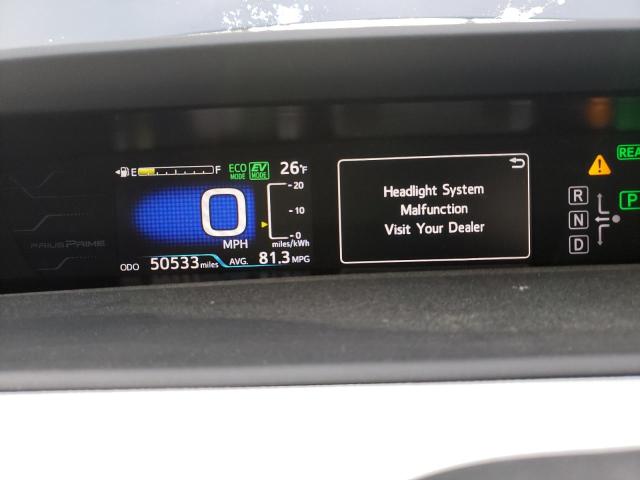 E F
ECO MODE
EV MODE
26°F
0
MPH
20
10
0
miles/kWh
PRIUS PRIME
ODO 50533 miles
AVG. 81.3 MPG
Headlight System
Malfunction
Visit Your Dealer
REA
R
N
D
P